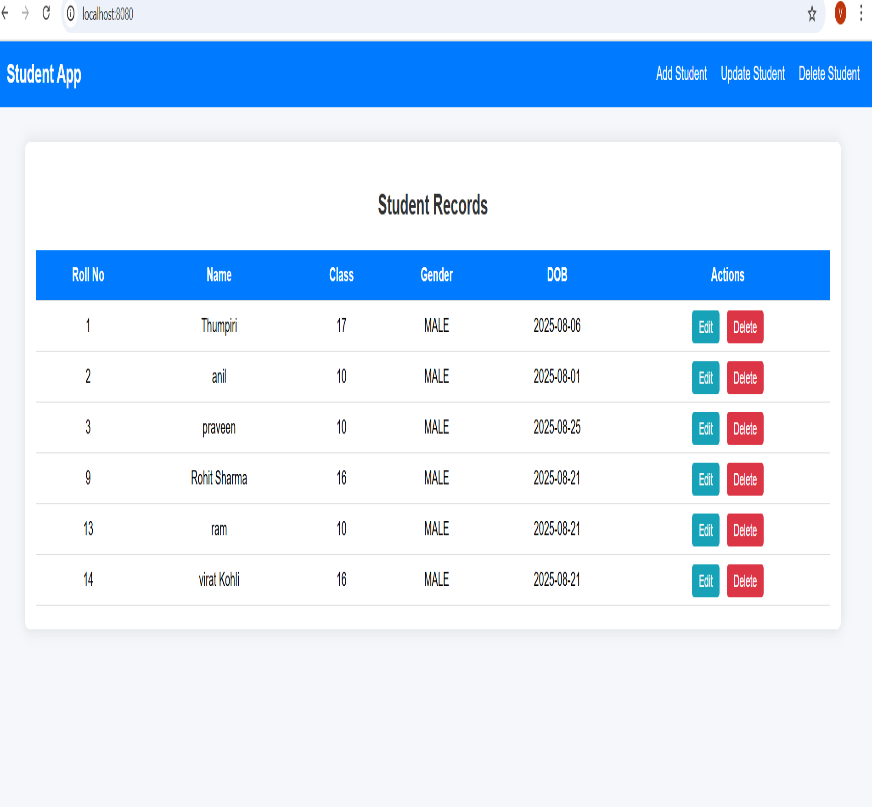 localhost:8080
V
Student App Add Student Update Student Delete Student
Student Records
Roll No Name Class Gender DOB Actions
1 Thumpiri 17 MALE 2025-08-06 Edit Delete
2 anil 10 MALE 2025-08-01 Edit Delete
3 praveen 10 MALE 2025-08-25 Edit Delete
9 Rohit Sharma 16 MALE 2025-08-21 Edit Delete
13 ram 10 MALE 2025-08-21 Edit Delete
14 virat Kohli 16 MALE 2025-08-21 Edit Delete